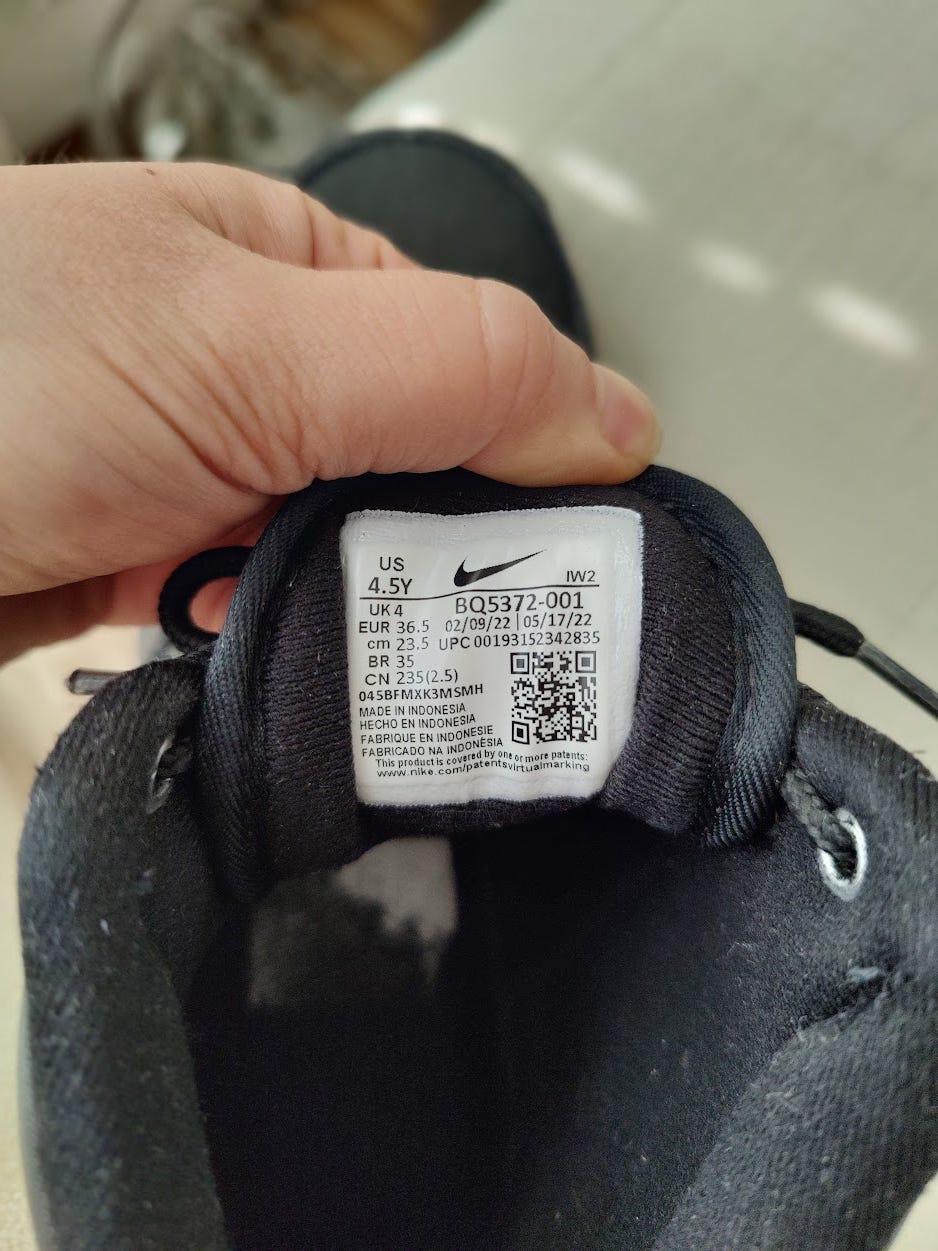 US
4.5Y
IW2
UK 4
BQ5372-001
EUR 36.5
02/09/22 | 05/17/22
cm 23.5
UPC 00193152342835
BR 35
CN 235(2.5)
045BFMXK3MSMH
MADE IN INDONESIA
HECHO EN INDONESIA
FABRIQUE EN INDONESIE
FABRICADO NA INDONÉSIA
This product is covered by one or more patents:
www.nike.com/patentsvirtualmarking